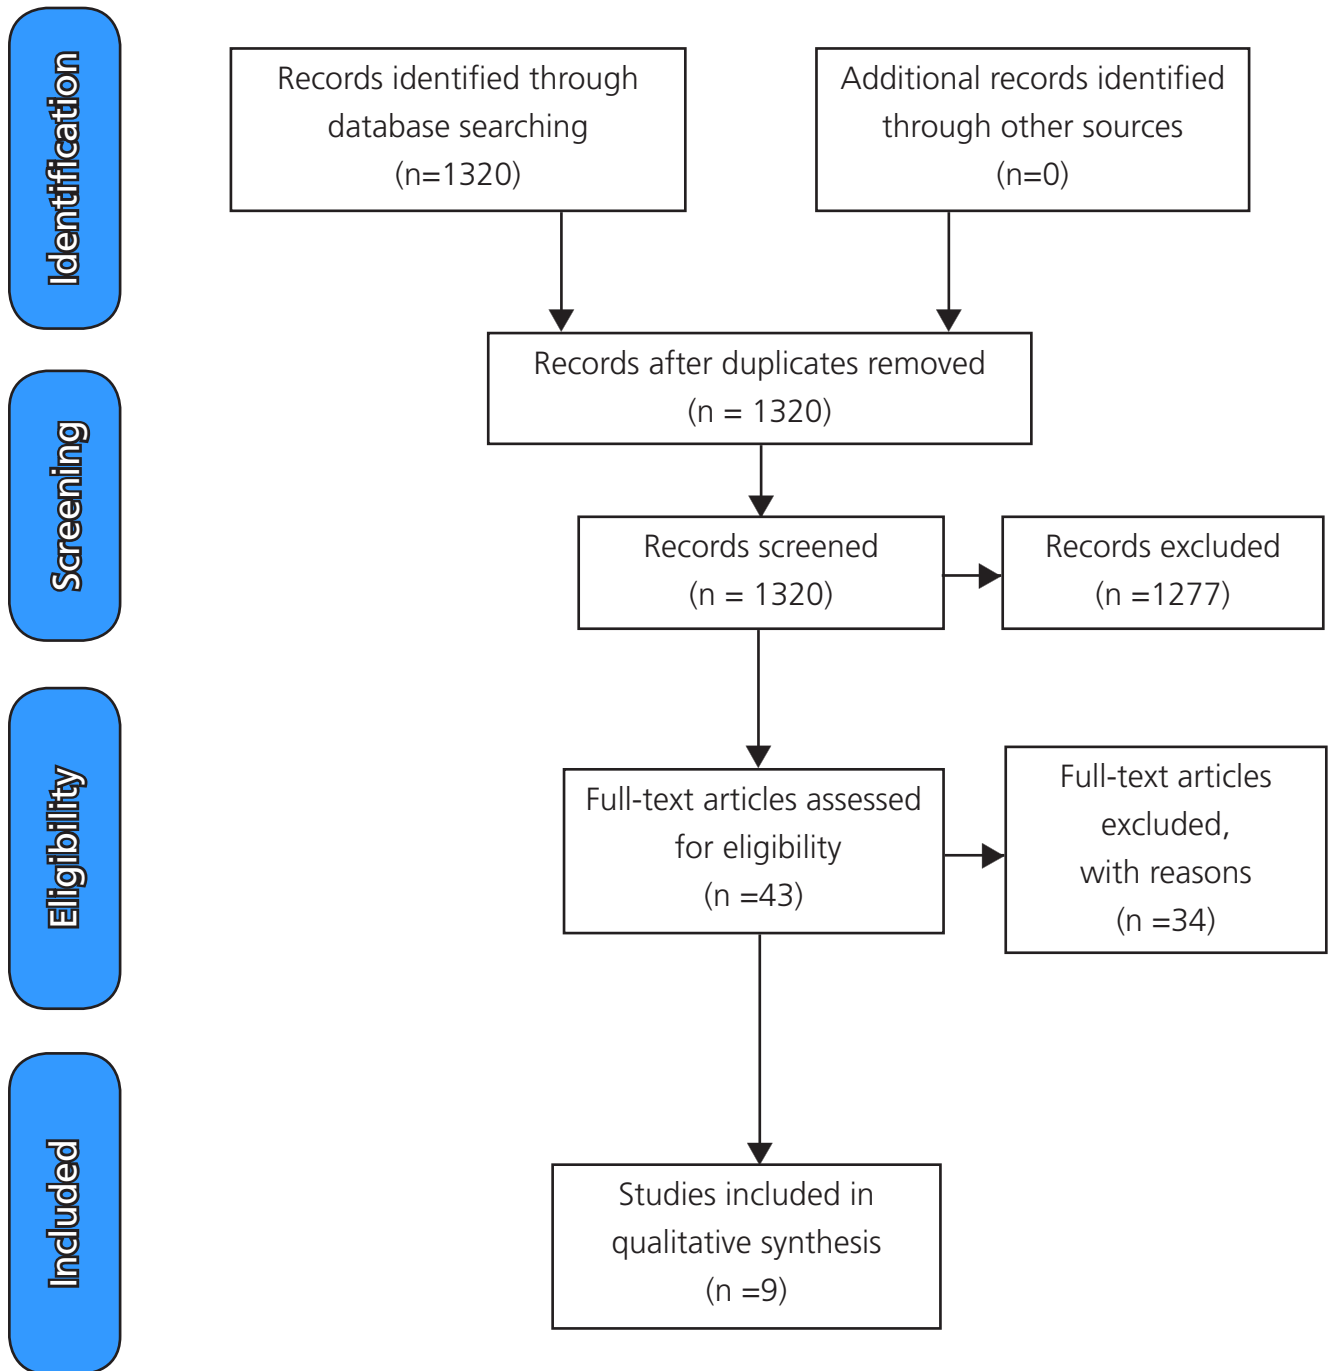 Identification
Records identified through
database searching
(n=1320)
Additional records identified
through other sources
(n=0)
Records after duplicates removed
(n = 1320)
Screening
Records screened
(n = 1320)
Records excluded
(n =1277)
Eligibility
Full-text articles assessed
for eligibility
(n =43)
Full-text articles
excluded,
with reasons
(n =34)
Included
Studies included in
qualitative synthesis
(n =9)